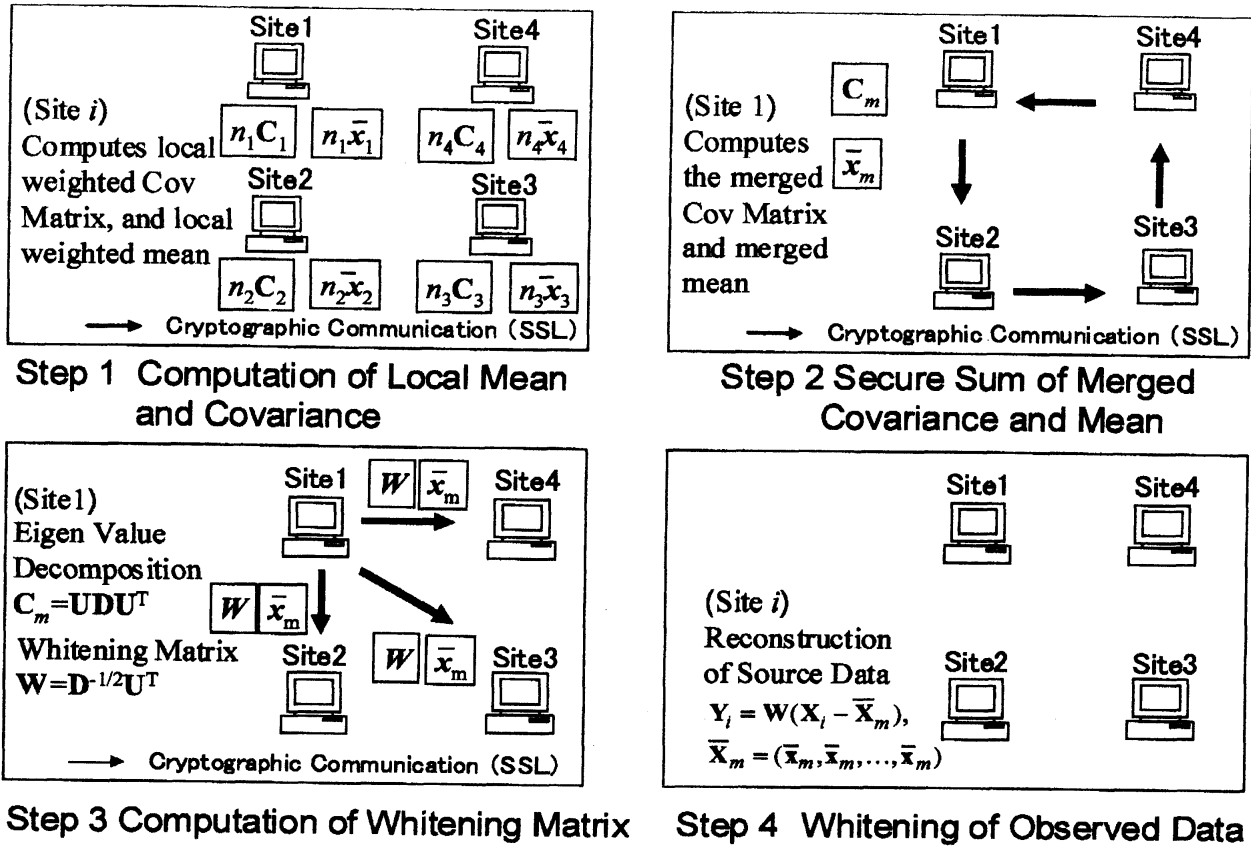 Site1 Site4
(Site i)
Computes local
weighted Cov
Matrix, and local
weighted mean
n₁C₁ n₁x̄₁ n₄C₄ n₄x̄₄
Site2 Site3
n₂C₂ n₂x̄₂ n₃C₃ n₃x̄₃
Cryptographic Communication (SSL)
Step 1 Computation of Local Mean
and Covariance
Site1 Site4
(Site 1)
Computes
the merged
Cov Matrix
and merged
mean
Cₘ
x̄ₘ
Site2 Site3
Cryptographic Communication (SSL)
Step 2 Secure Sum of Merged
Covariance and Mean
Site1 W x̄ₘ Site4
(Site1)
Eigen Value
Decomposition
Cₘ=UDUᵀ
Whitening Matrix
W=D⁻¹/²Uᵀ
W x̄ₘ
Site2 W x̄ₘ Site3
Cryptographic Communication (SSL)
Step 3 Computation of Whitening Matrix
Site1 Site4
(Site i)
Reconstruction
of Source Data
Yᵢ = W(Xᵢ − X̄ₘ),
X̄ₘ = (x̄ₘ,x̄ₘ,…,x̄ₘ)
Site2 Site3
Step 4 Whitening of Observed Data